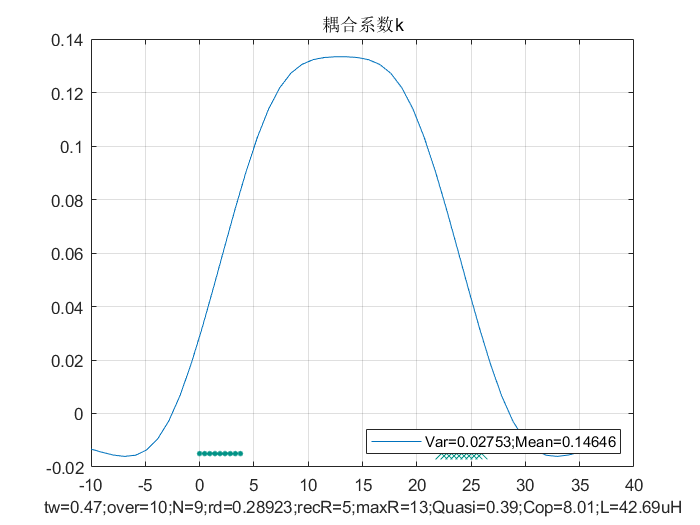 耦合系数k
0.14
0.12
0.1
0.08
0.06
0.04
0.02
0
-0.02
Var=0.02753;Mean=0.14646
-10 -5 0 5 10 15 20 25 30 35 40
tw=0.47;over=10;N=9;rd=0.28923;recR=5;maxR=13;Quasi=0.39;Cop=8.01;L=42.69uH